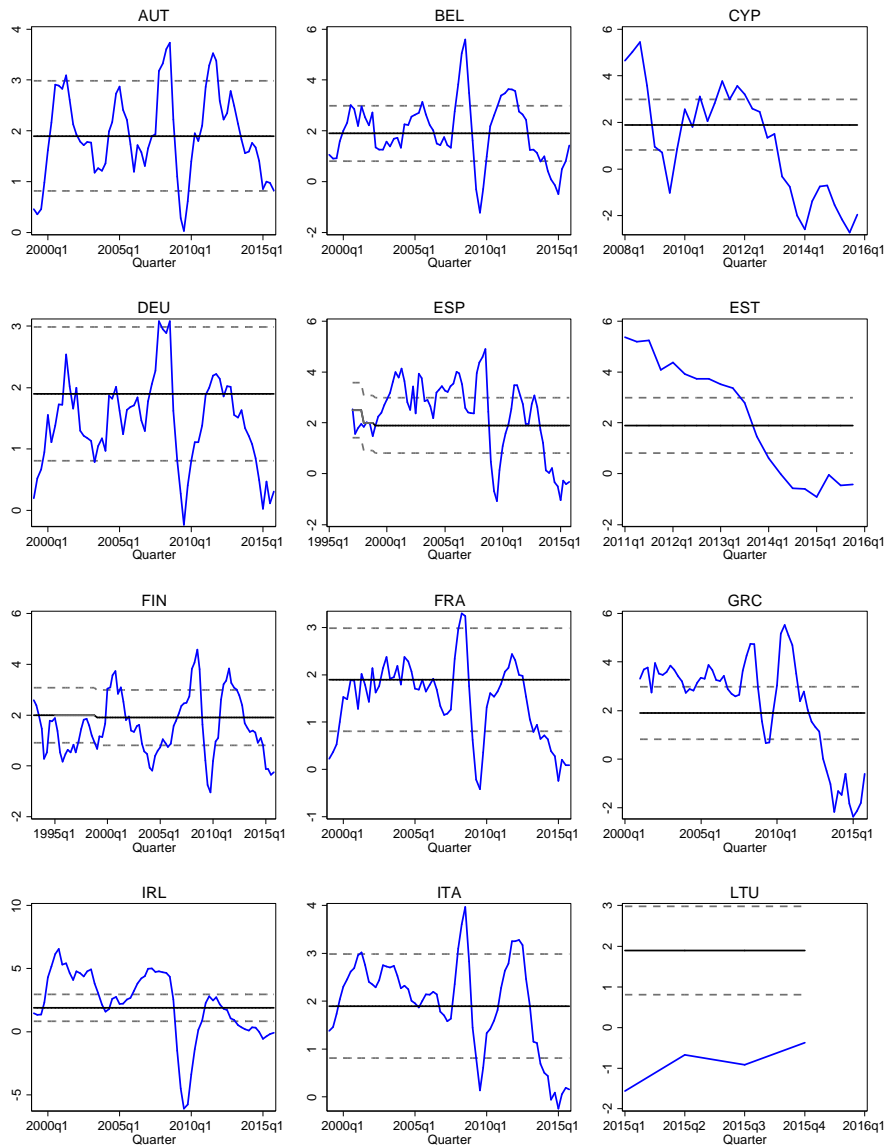 AUT
BEL
CYP
0 1 2 3 4
-2 0 2 4 6
-2 0 2 4 6
2000q1 2005q1 2010q1 2015q1
2000q1 2005q1 2010q1 2015q1
2008q1 2010q1 2012q1 2014q1 2016q1
Quarter
Quarter
Quarter
DEU
ESP
EST
0 1 2 3
-2 0 2 4 6
-2 0 2 4 6
2000q1 2005q1 2010q1 2015q1
1995q1 2000q1 2005q1 2010q1 2015q1
2011q1 2012q1 2013q1 2014q1 2015q1 2016q1
Quarter
Quarter
Quarter
FIN
FRA
GRC
-2 0 2 4 6
-1 0 1 2 3
-2 0 2 4 6
1995q1 2000q1 2005q1 2010q1 2015q1
2000q1 2005q1 2010q1 2015q1
2000q1 2005q1 2010q1 2015q1
Quarter
Quarter
Quarter
IRL
ITA
LTU
-5 0 5 10
0 1 2 3 4
-2 -1 0 1 2 3
2000q1 2005q1 2010q1 2015q1
2000q1 2005q1 2010q1 2015q1
2015q1 2015q2 2015q3 2015q4 2016q1
Quarter
Quarter
Quarter